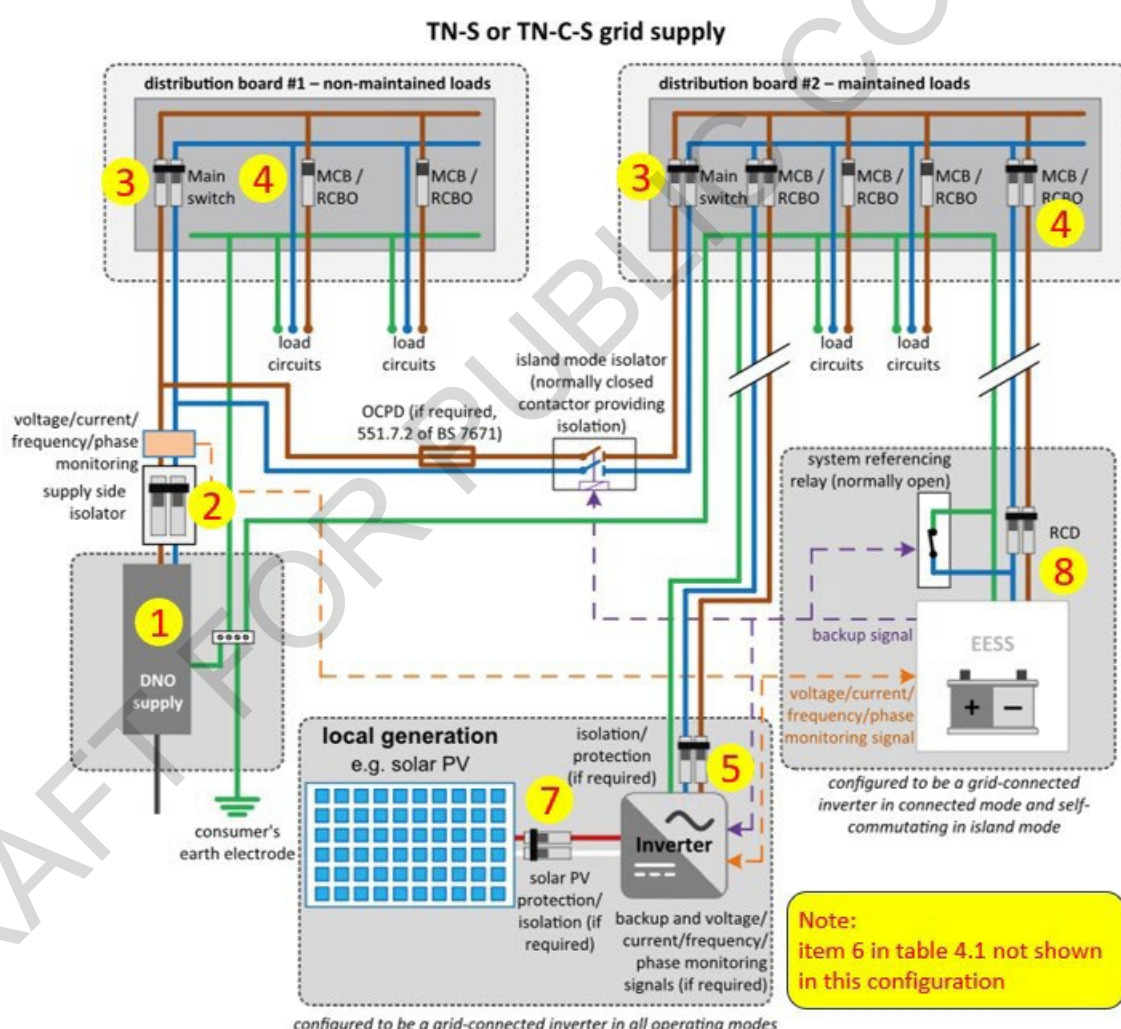 TN-S or TN-C-S grid supply
distribution board #1 – non-maintained loads
3
Main
switch
4
MCB /
RCBO
MCB /
RCBO
load
circuits
load
circuits
distribution board #2 – maintained loads
3
Main
switch
MCB /
RCBO
MCB /
RCBO
MCB /
RCBO
MCB /
RCBO
4
load
circuits
load
circuits
island mode isolator
(normally closed
contactor providing
isolation)
OCPD (if required,
551.7.2 of BS 7671)
voltage/current/
frequency/phase
monitoring
supply side
isolator
2
1
DNO
supply
consumer's
earth electrode
system referencing
relay (normally open)
RCD
8
backup signal
EESS
+ −
voltage/current/
frequency/phase
monitoring signal
configured to be a grid-connected
inverter in connected mode and self-
commutating in island mode
local generation
e.g. solar PV
isolation/
protection
(if required)
5
7
Inverter
solar PV
protection/
isolation (if
required)
backup and voltage/
current/frequency/
phase monitoring
signals (if required)
Note:
item 6 in table 4.1 not shown
in this configuration
configured to be a grid-connected inverter in all operating modes
RAFT FOR PUBLIC CO